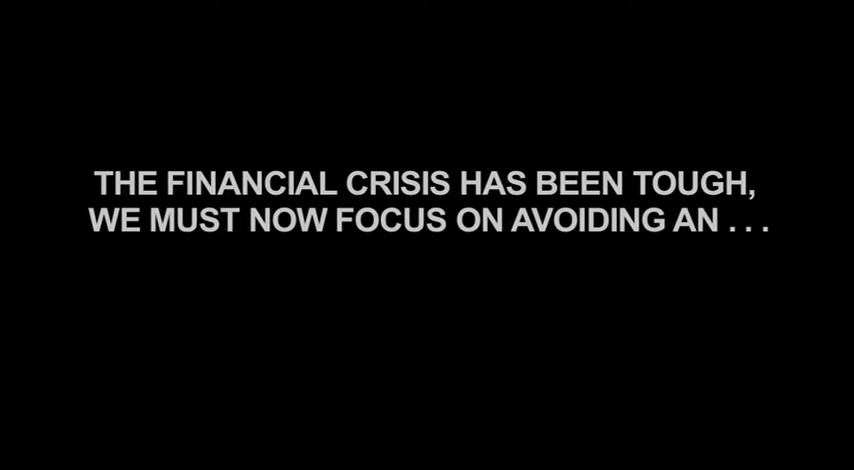 THE FINANCIAL CRISIS HAS BEEN TOUGH,
WE MUST NOW FOCUS ON AVOIDING AN . . .